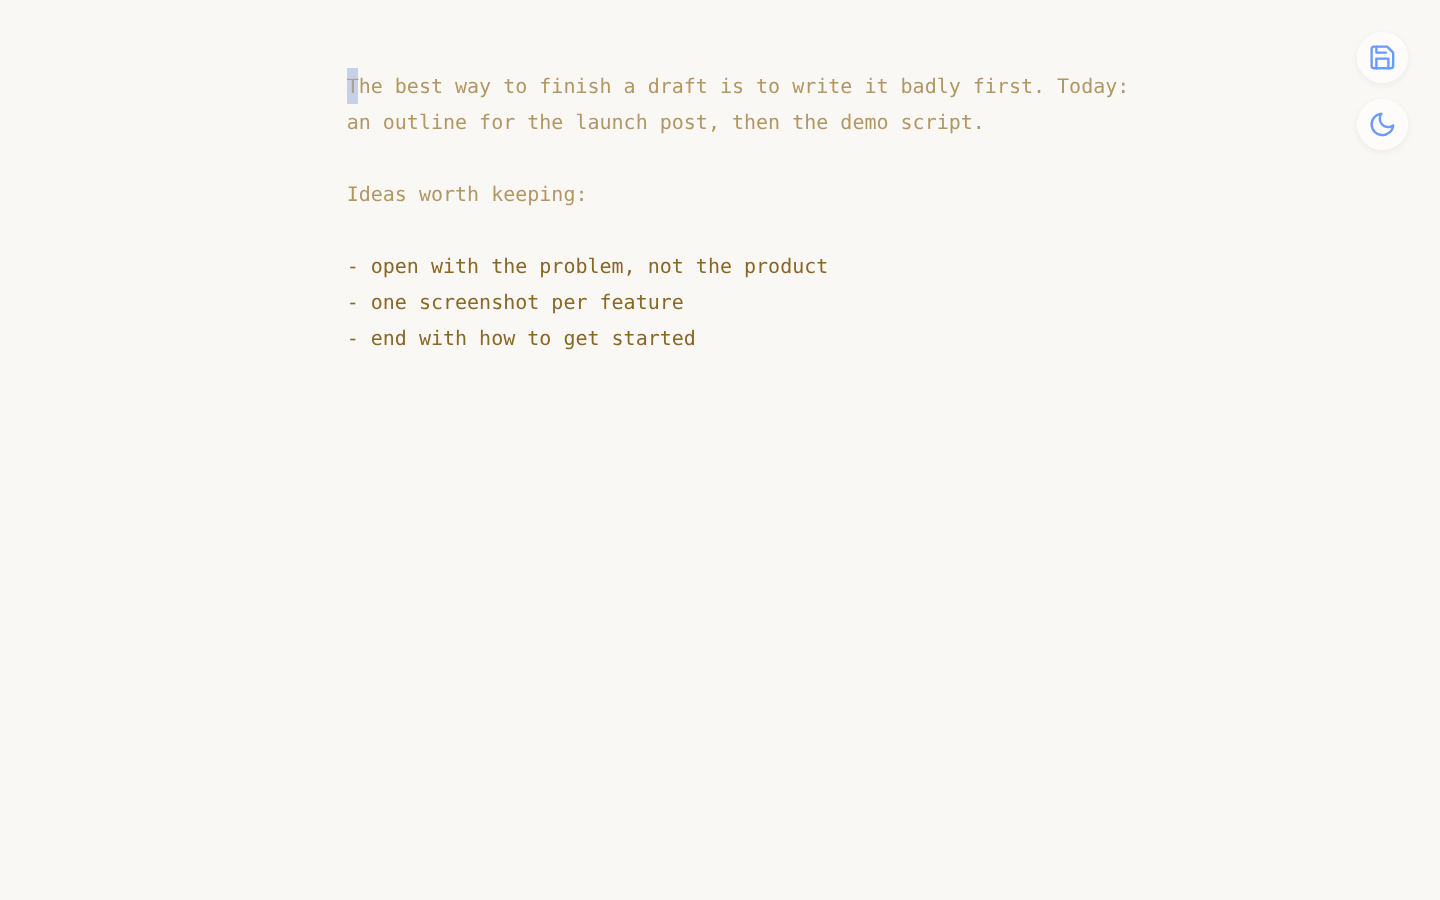 The best way to finish a draft is to write it badly first. Today:
an outline for the launch post, then the demo script.
Ideas worth keeping:
- open with the problem, not the product
- one screenshot per feature
- end with how to get started